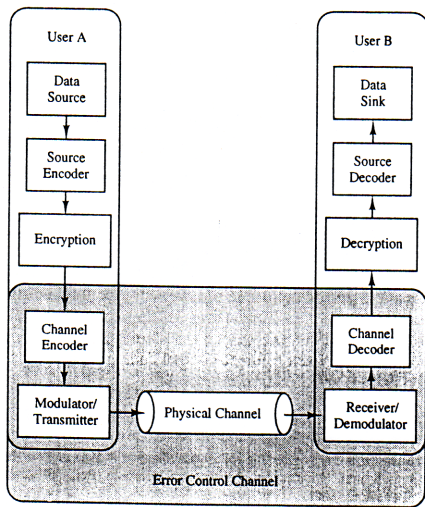 User A
Data
Source
Source
Encoder
Encryption
Channel
Encoder
Modulator/
Transmitter
Physical Channel
User B
Data
Sink
Source
Decoder
Decryption
Channel
Decoder
Receiver/
Demodulator
Error Control Channel